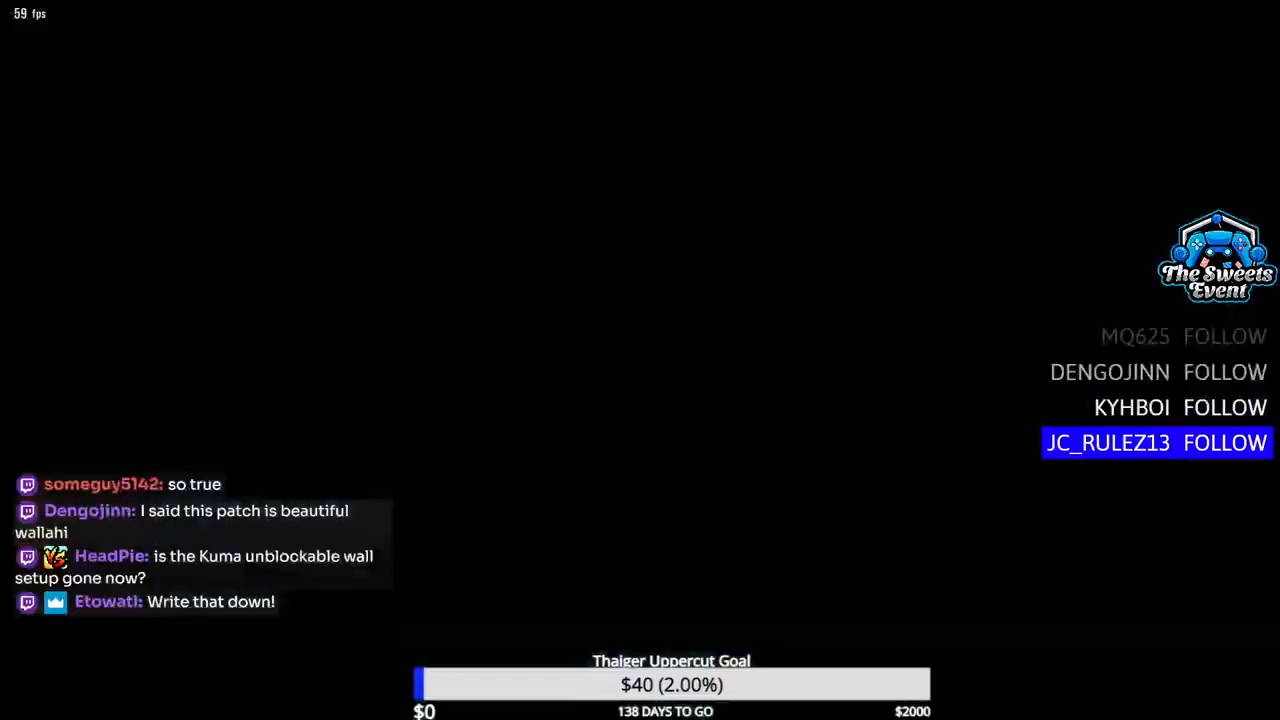 59 fps
The Sweets
Event
MQ625 FOLLOW
DENGOJINN FOLLOW
KYHBOI FOLLOW
JC_RULEZ13 FOLLOW
someguy5142: so true
Dengojinn: I said this patch is beautiful
wallahi
HeadPie: is the Kuma unblockable wall
setup gone now?
Etowati: Write that down!
Thaiger Uppercut Goal
$40 (2.00%)
$0 138 DAYS TO GO $2000